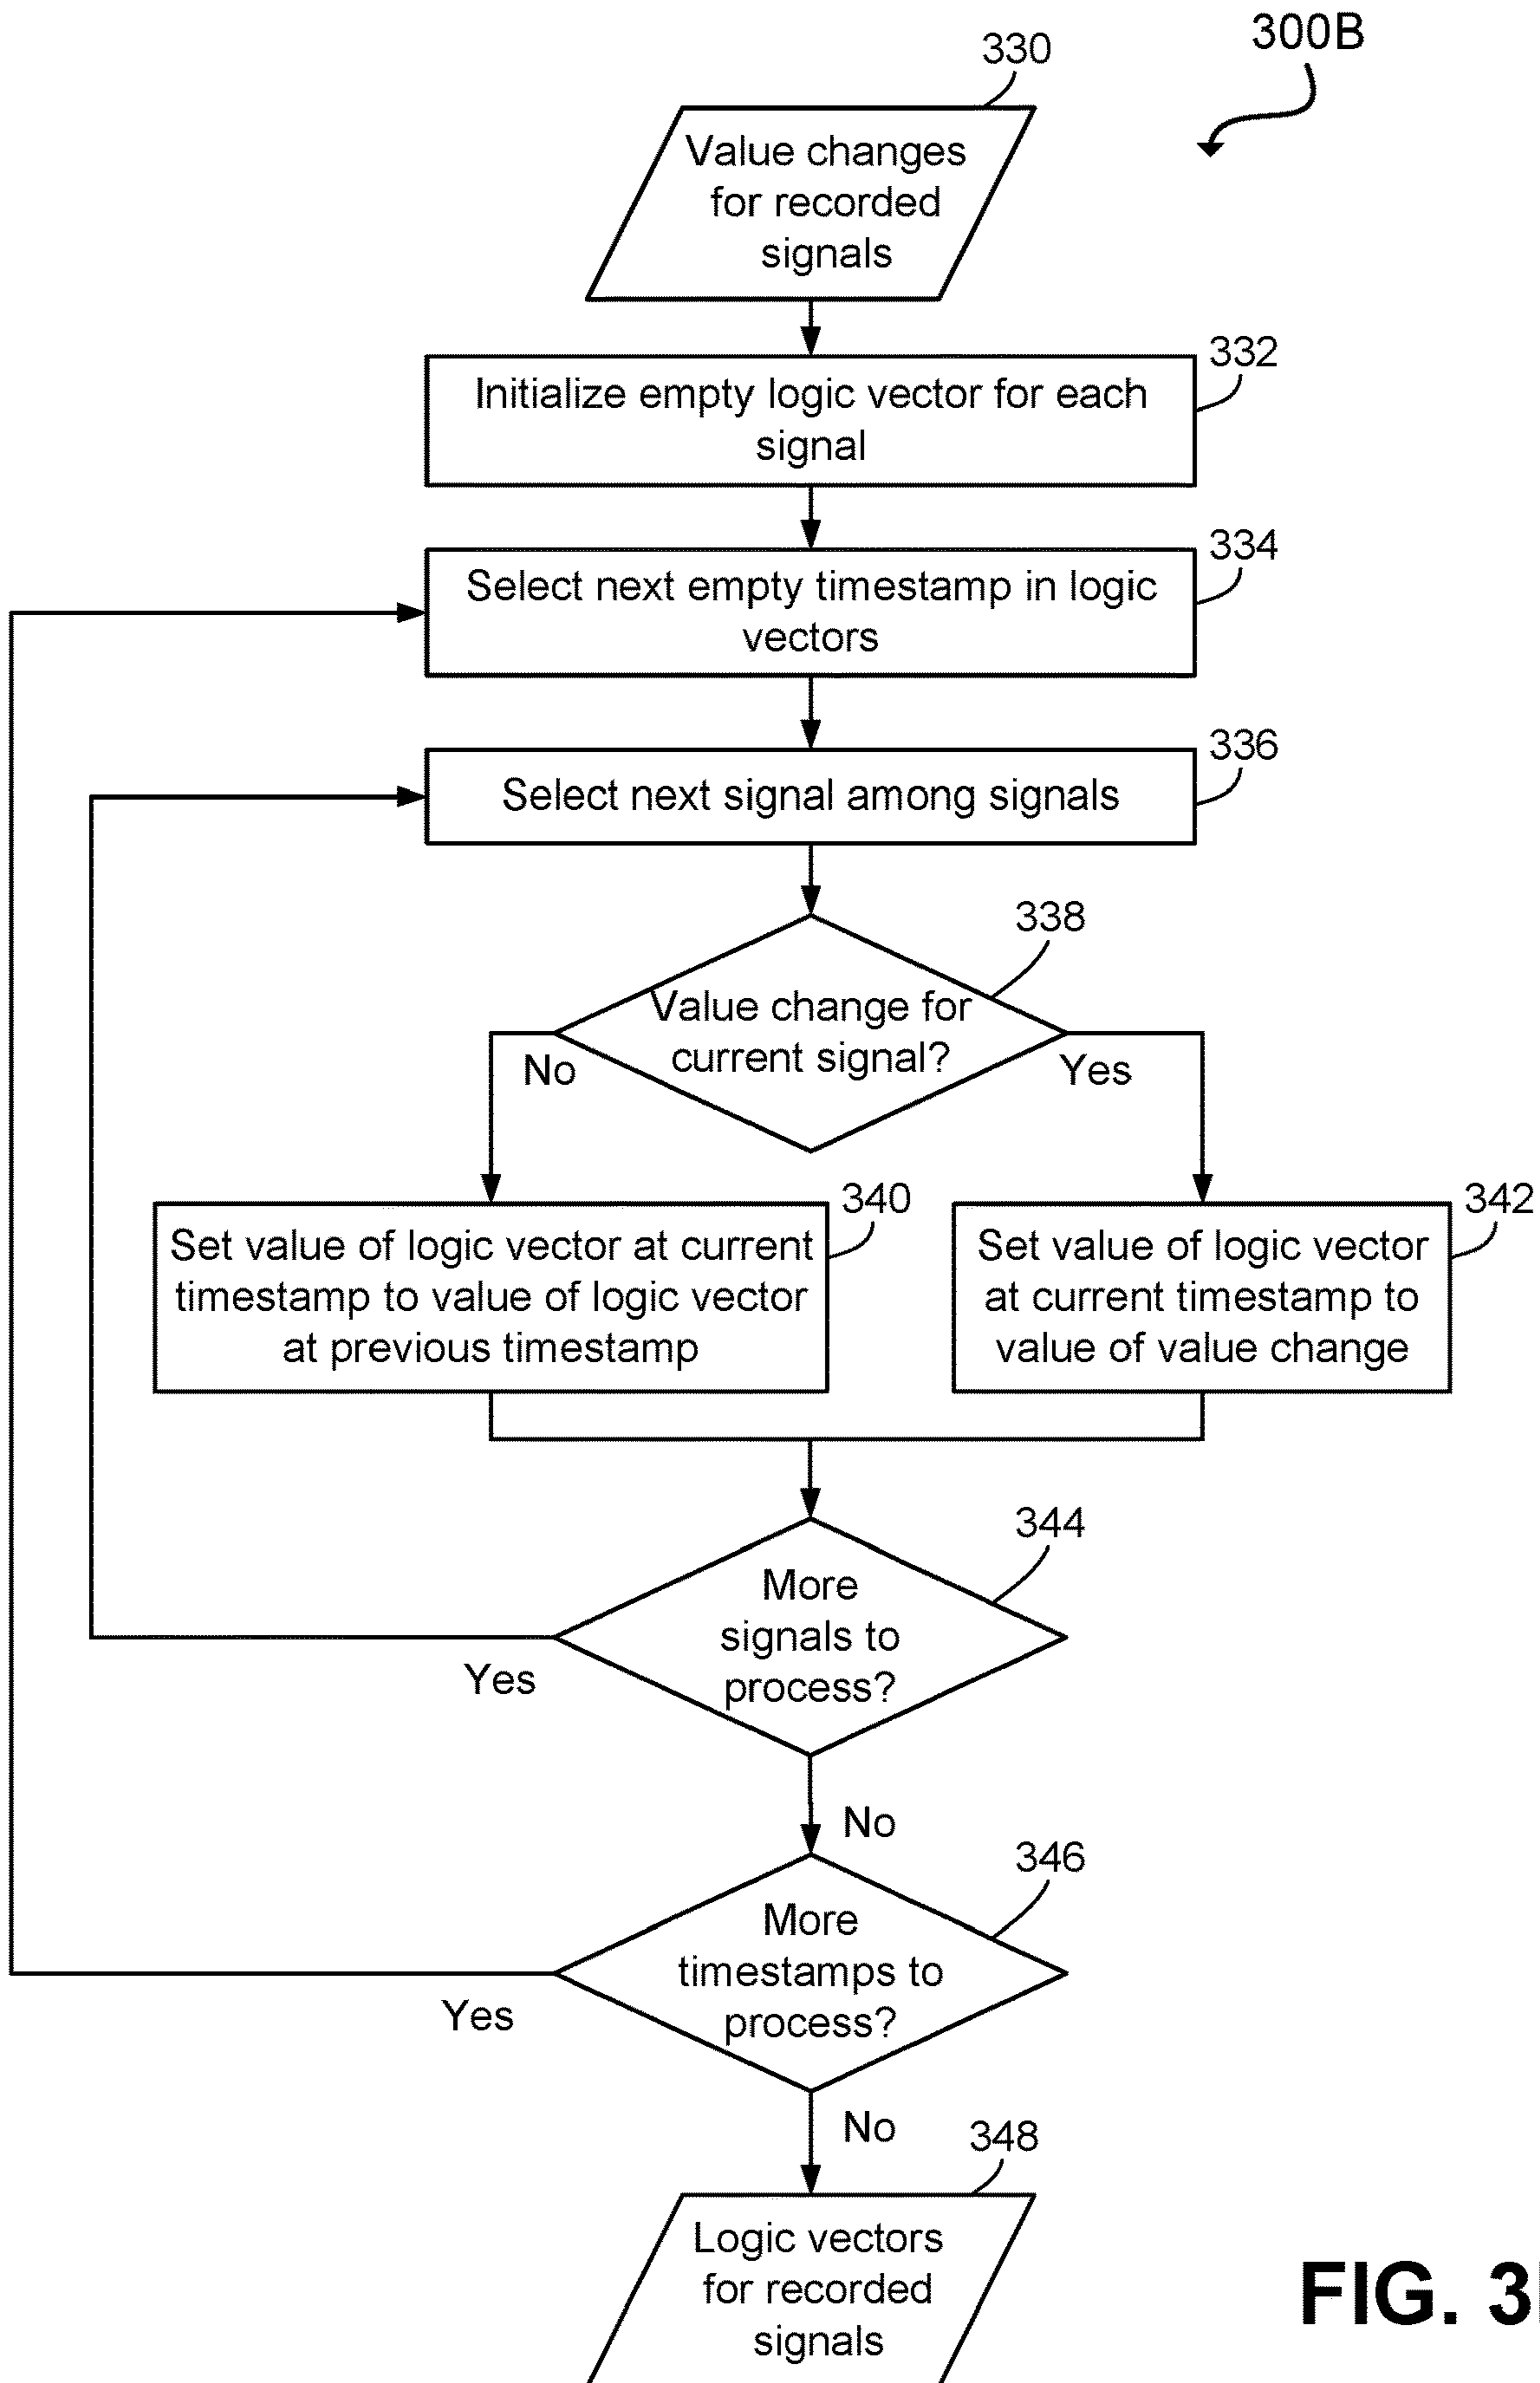 300B
330
Value changes
for recorded
signals
332
Initialize empty logic vector for each
signal
334
Select next empty timestamp in logic
vectors
336
Select next signal among signals
338
Value change for
current signal?
No
Yes
340
Set value of logic vector at current
timestamp to value of logic vector
at previous timestamp
342
Set value of logic vector
at current timestamp to
value of value change
344
More
signals to
process?
Yes
No
346
More
timestamps to
process?
Yes
No
348
Logic vectors
for recorded
signals
FIG.